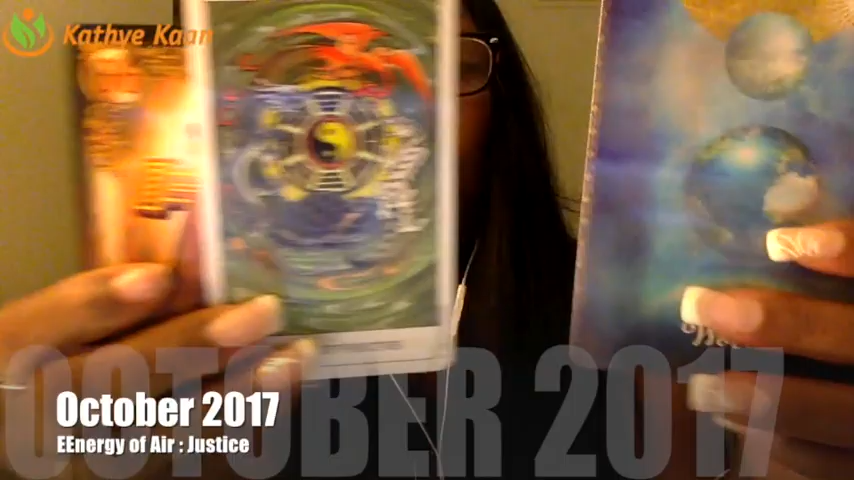 Kathye Kaan
OCTOBER 2017
October 2017
EEnergy of Air : Justice